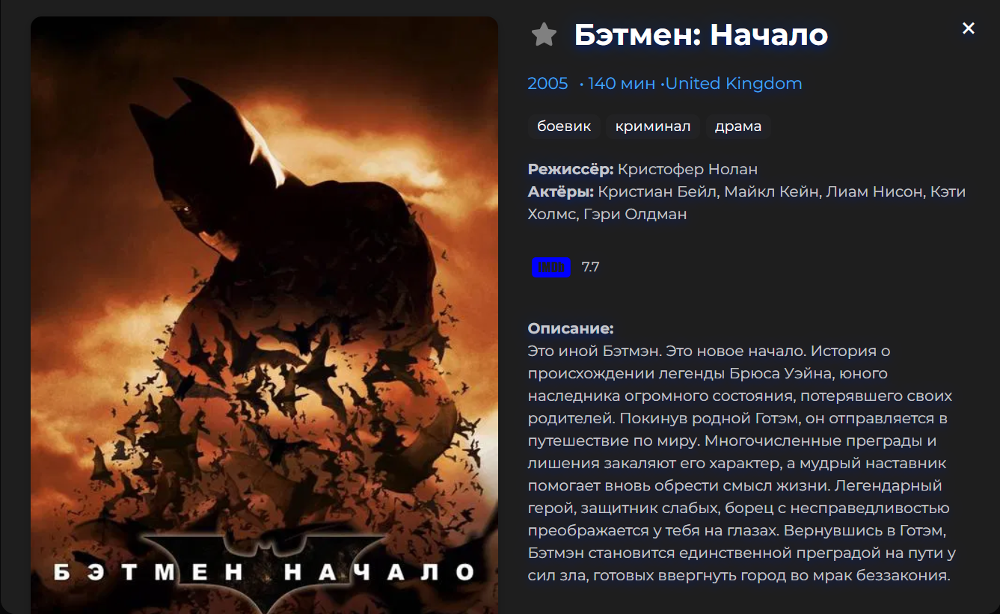 Бэтмен: Начало
2005 • 140 мин •United Kingdom
боевик криминал драма
Режиссёр: Кристофер Нолан
Актёры: Кристиан Бейл, Майкл Кейн, Лиам Нисон, Кэти
Холмс, Гэри Олдман
IMDb 7.7
Описание:
Это иной Бэтмэн. Это новое начало. История о
происхождении легенды Брюса Уэйна, юного
наследника огромного состояния, потерявшего своих
родителей. Покинув родной Готэм, он отправляется в
путешествие по миру. Многочисленные преграды и
лишения закаляют его характер, а мудрый наставник
помогает вновь обрести смысл жизни. Легендарный
герой, защитник слабых, борец с несправедливостью
преображается у тебя на глазах. Вернувшись в Готэм,
Бэтмэн становится единственной преградой на пути у
сил зла, готовых ввергнуть город во мрак беззакония.
БЭТМЕН НАЧАЛО